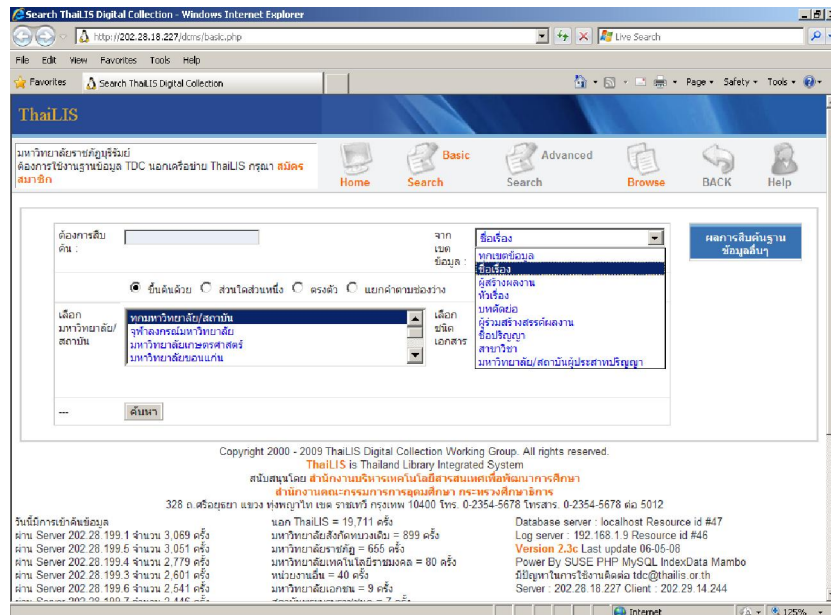 Search ThaiLIS Digital Collection - Windows Internet Explorer
http://202.28.18.227/dcms/basic.php
Live Search
File Edit View Favorites Tools Help
Favorites
Search ThaiLIS Digital Collection
Page Safety Tools
ThaiLIS
มหาวิทยาลัยราชภัฏบุรีรัมย์
ต้องการใช้งานฐานข้อมูล TDC นอกเครือข่าย ThaiLIS กรุณา สมัคร
สมาชิก
Home
Basic
Search
Advanced
Search
Browse
BACK
Help
ต้องการสืบ
ค้น :
จาก
เขต
ข้อมูล :
ชื่อเรื่อง
ทุกเขตข้อมูล
ชื่อเรื่อง
ผู้สร้างผลงาน
หัวเรื่อง
บทคัดย่อ
ผู้ร่วมสร้างสรรค์ผลงาน
ชื่อปริญญา
สาขาวิชา
มหาวิทยาลัย/สถาบันผู้ประสาทปริญญา
ผลการสืบค้นฐาน
ข้อมูลอื่นๆ
ขึ้นต้นด้วย ส่วนใดส่วนหนึ่ง ตรงตัว แยกคำตามช่องว่าง
เลือก
มหาวิทยาลัย/
สถาบัน
ทุกมหาวิทยาลัย/สถาบัน
จุฬาลงกรณ์มหาวิทยาลัย
มหาวิทยาลัยเกษตรศาสตร์
มหาวิทยาลัยขอนแก่น
เลือก
ชนิด
เอกสาร
---
ค้นหา
Copyright 2000 - 2009 ThaiLIS Digital Collection Working Group. All rights reserved.
ThaiLIS is Thailand Library Integrated System
สนับสนุนโดย สำนักงานบริหารเทคโนโลยีสารสนเทศเพื่อพัฒนาการศึกษา
สำนักงานคณะกรรมการการอุดมศึกษา กระทรวงศึกษาธิการ
328 ถ.ศรีอยุธยา แขวง ทุ่งพญาไท เขต ราชเทวี กรุงเทพ 10400 โทร. 0-2354-5678 โทรสาร. 0-2354-5678 ต่อ 5012
วันนี้มีการเข้าค้นข้อมูล
ผ่าน Server 202.28.199.1 จำนวน 3,069 ครั้ง
ผ่าน Server 202.28.199.5 จำนวน 3,051 ครั้ง
ผ่าน Server 202.28.199.4 จำนวน 2,779 ครั้ง
ผ่าน Server 202.28.199.3 จำนวน 2,601 ครั้ง
ผ่าน Server 202.28.199.6 จำนวน 2,541 ครั้ง
นอก ThaiLIS = 19,711 ครั้ง
มหาวิทยาลัยสังกัดทบวงเดิม = 899 ครั้ง
มหาวิทยาลัยราชภัฏ = 655 ครั้ง
มหาวิทยาลัยเทคโนโลยีราชมงคล = 80 ครั้ง
หน่วยงานอื่น = 40 ครั้ง
มหาวิทยาลัยเอกชน = 9 ครั้ง
Database server : localhost Resource id #47
Log server : 192.168.1.9 Resource id #46
Version 2.3c Last update 06-05-08
Power By SUSE PHP MySQL IndexData Mambo
มีปัญหาในการใช้งานติดต่อ tdc@thailis.or.th
Server : 202.28.18.227 Client : 202.29.14.244
Internet
125%